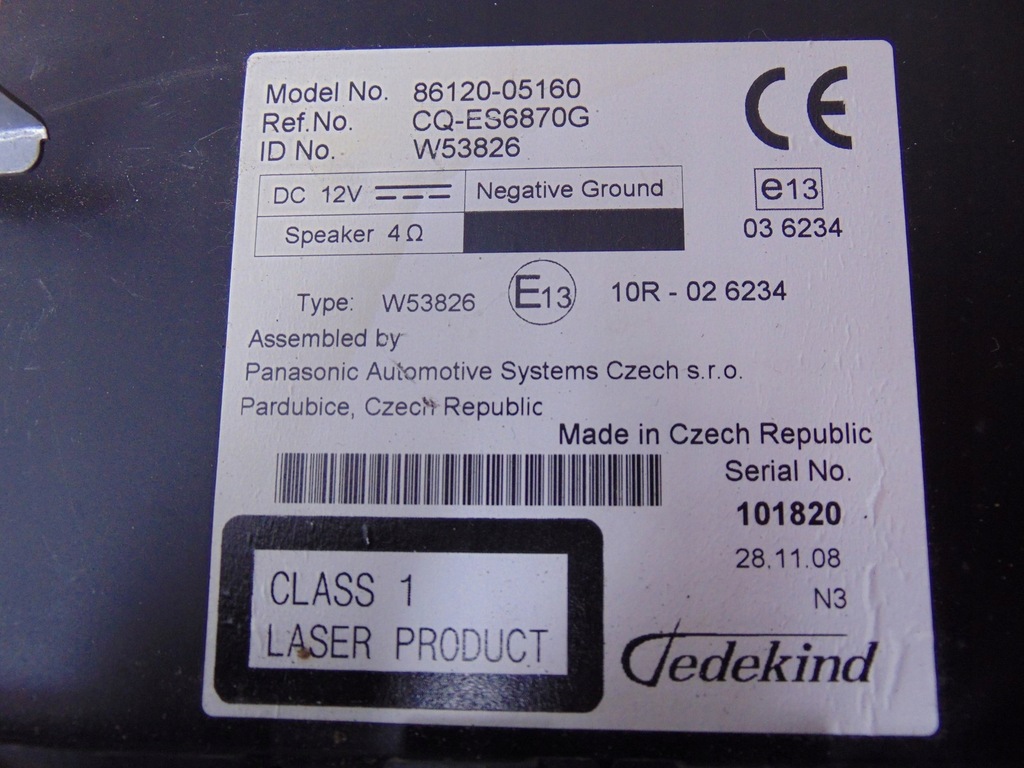 Model No. 86120-05160
Ref.No. CQ-ES6870G
ID No. W53826
CE
DC 12V Negative Ground
Speaker 4Ω
e13
03 6234
Type: W53826 E13 10R - 02 6234
Assembled by
Panasonic Automotive Systems Czech s.r.o.
Pardubice, Czech Republic
Made in Czech Republic
Serial No.
101820
28.11.08
N3
CLASS 1
LASER PRODUCT
Tedekind